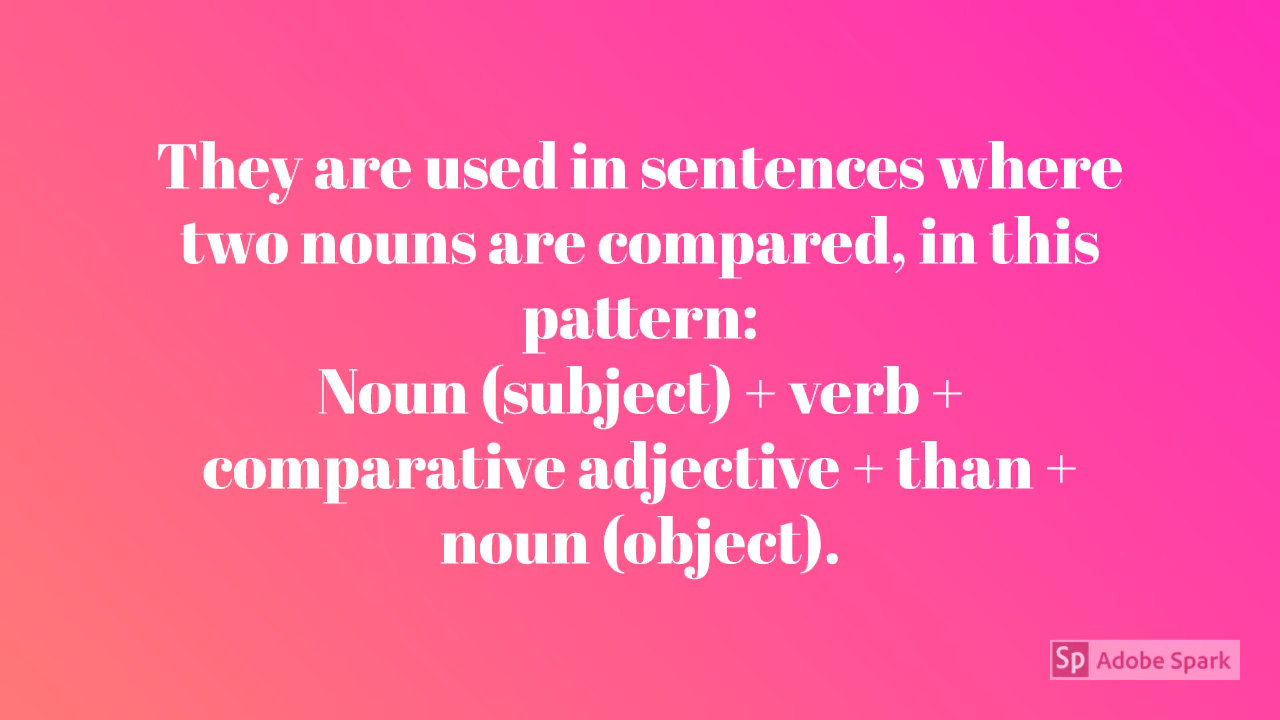 They are used in sentences where
two nouns are compared, in this
pattern:
Noun (subject) + verb +
comparative adjective + than +
noun (object).
Sp Adobe Spark